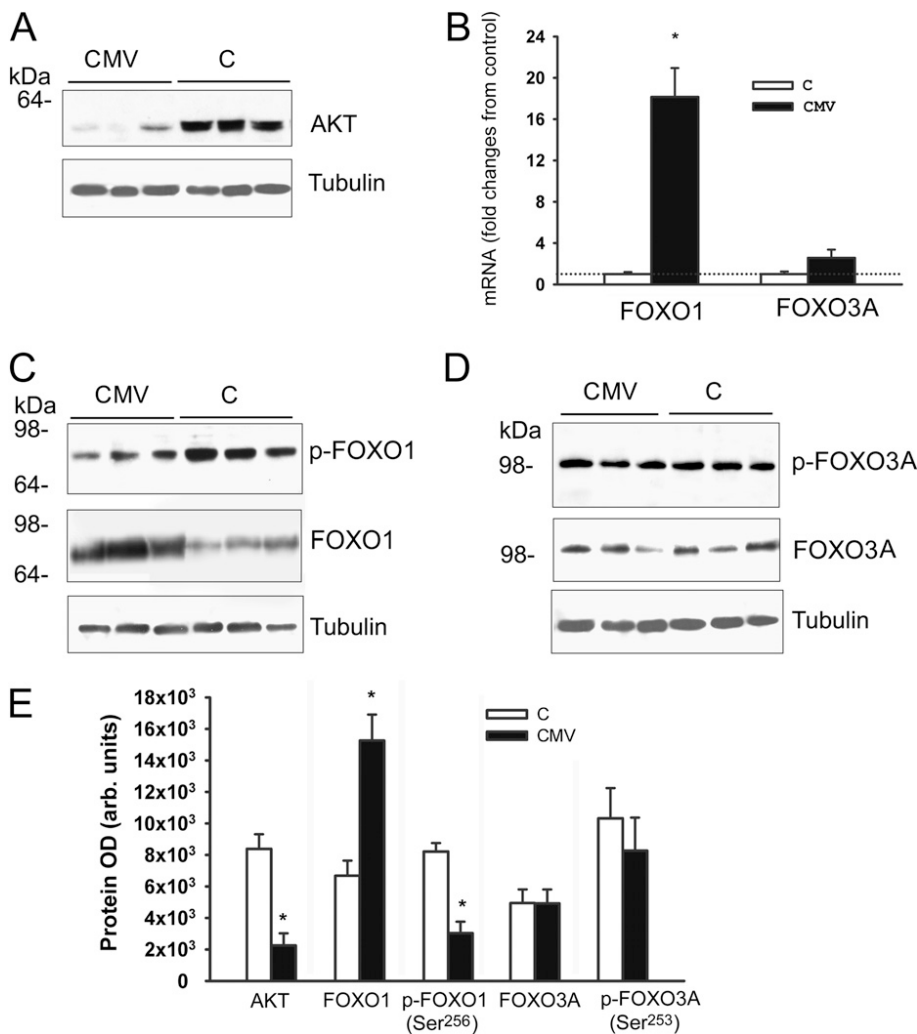 A
CMV C
kDa
64-
AKT
Tubulin
B
mRNA (fold changes from control)
24
20
16
12
8
4
0
*
C
CMV
FOXO1 FOXO3A
C
CMV C
kDa
98-
p-FOXO1
64-
98-
FOXO1
64-
Tubulin
D
CMV C
kDa
98-
p-FOXO3A
98-
FOXO3A
Tubulin
E
Protein OD (arb. units)
18x10³
16x10³
14x10³
12x10³
10x10³
8x10³
6x10³
4x10³
2x10³
0
*
*
*
C
CMV
AKT FOXO1 p-FOXO1 FOXO3A p-FOXO3A
(Ser²⁵⁶) (Ser²⁵³)